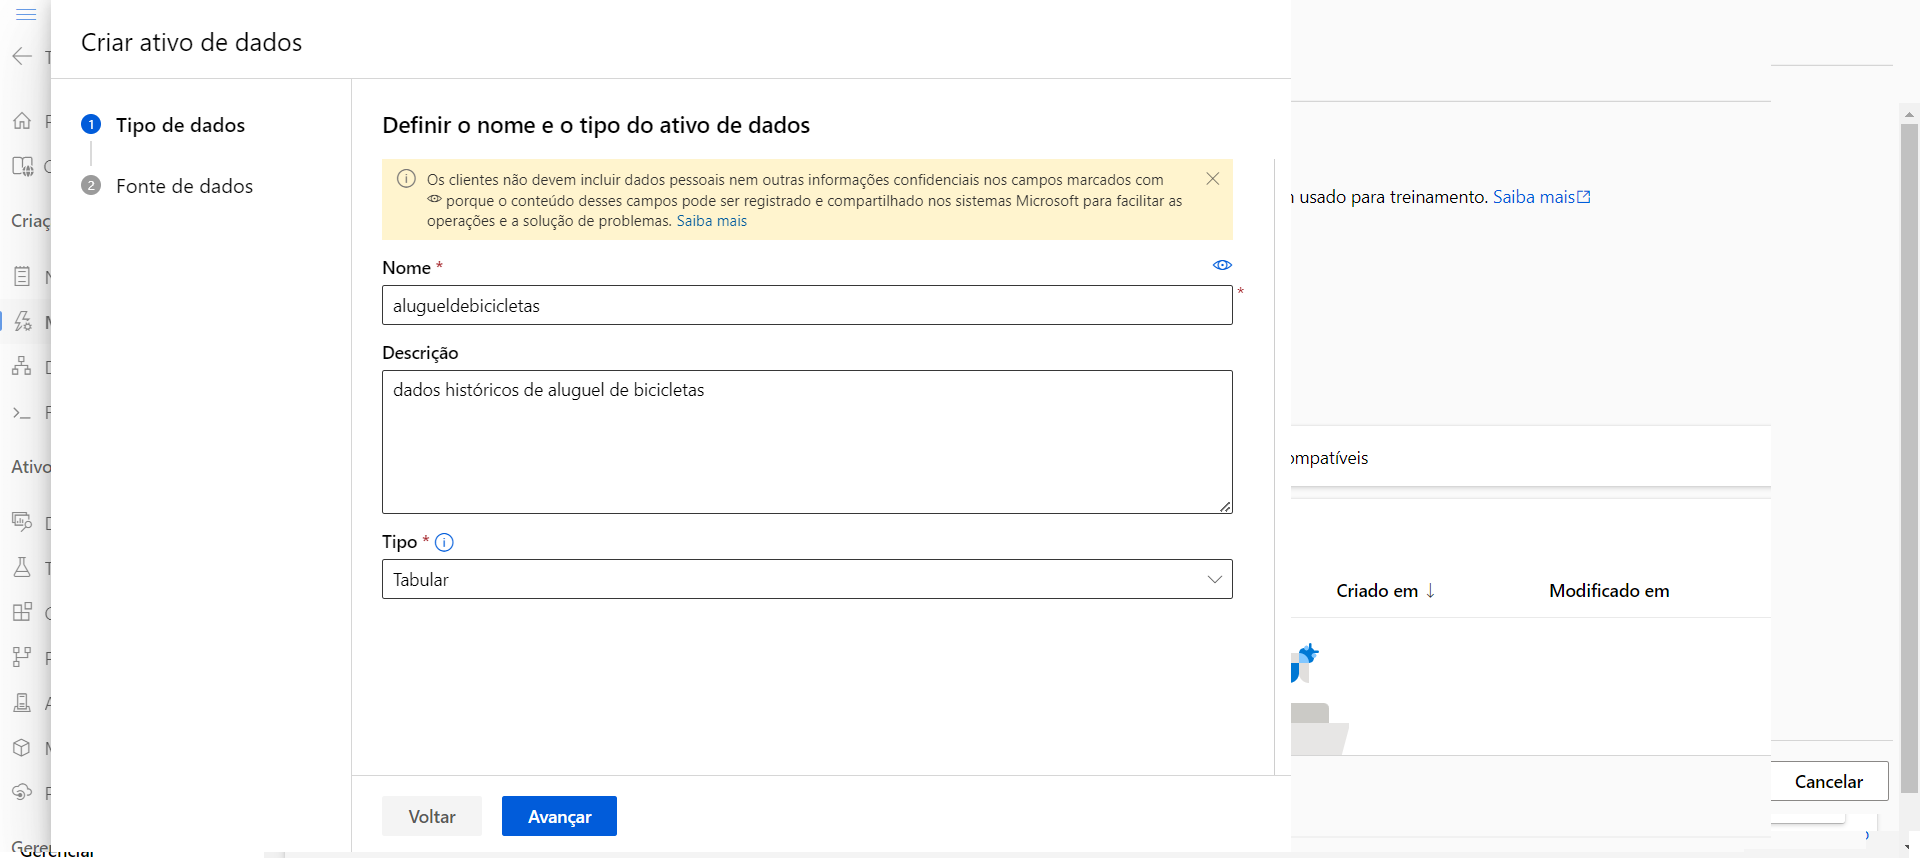 Criar ativo de dados
1 Tipo de dados
2 Fonte de dados
Definir o nome e o tipo do ativo de dados
Os clientes não devem incluir dados pessoais nem outras informações confidenciais nos campos marcados com
porque o conteúdo desses campos pode ser registrado e compartilhado nos sistemas Microsoft para facilitar as
operações e a solução de problemas. Saiba mais
Nome *
alugueldebicicletas
*
Descrição
dados históricos de aluguel de bicicletas
Tipo *
Tabular
Voltar
Avançar
usado para treinamento. Saiba mais
ompatíveis
Criado em ↓
Modificado em
Cancelar
Criaç
Ativo
Gerencial